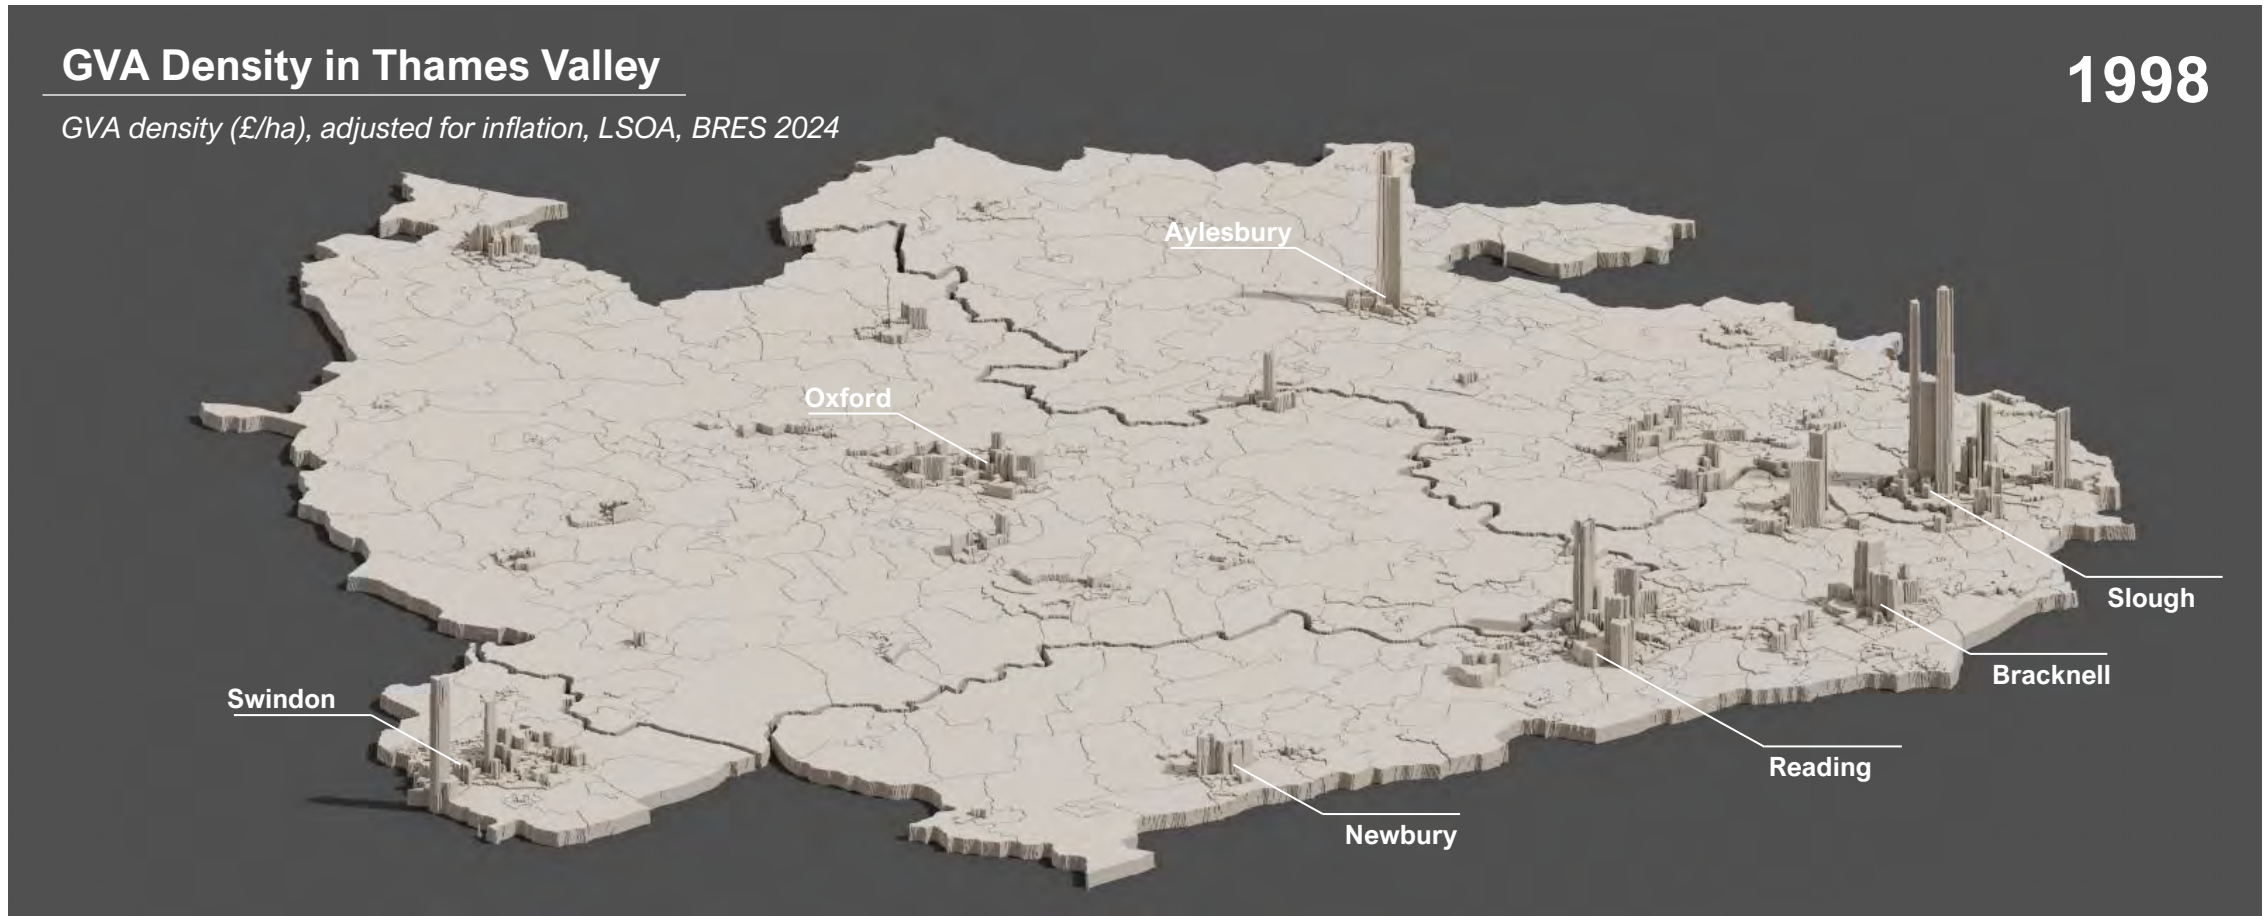 GVA Density in Thames Valley
1998
GVA density (£/ha), adjusted for inflation, LSOA, BRES 2024
Aylesbury
Oxford
Slough
Bracknell
Swindon
Reading
Newbury